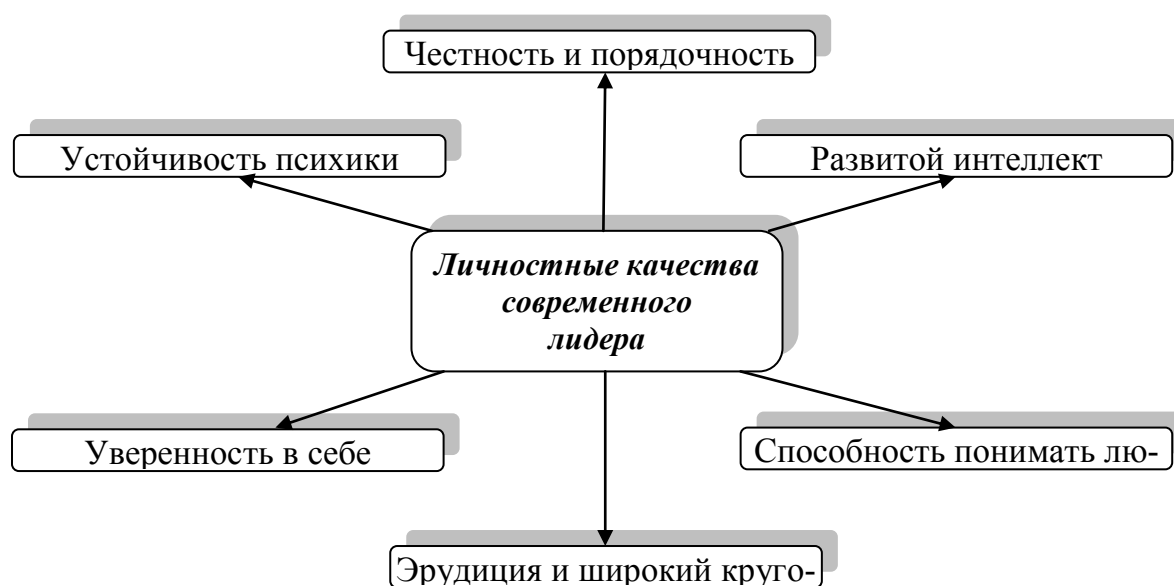 Честность и порядочность
Устойчивость психики
Развитой интеллект
Личностные качества
современного
лидера
Уверенность в себе
Способность понимать лю-
Эрудиция и широкий круго-